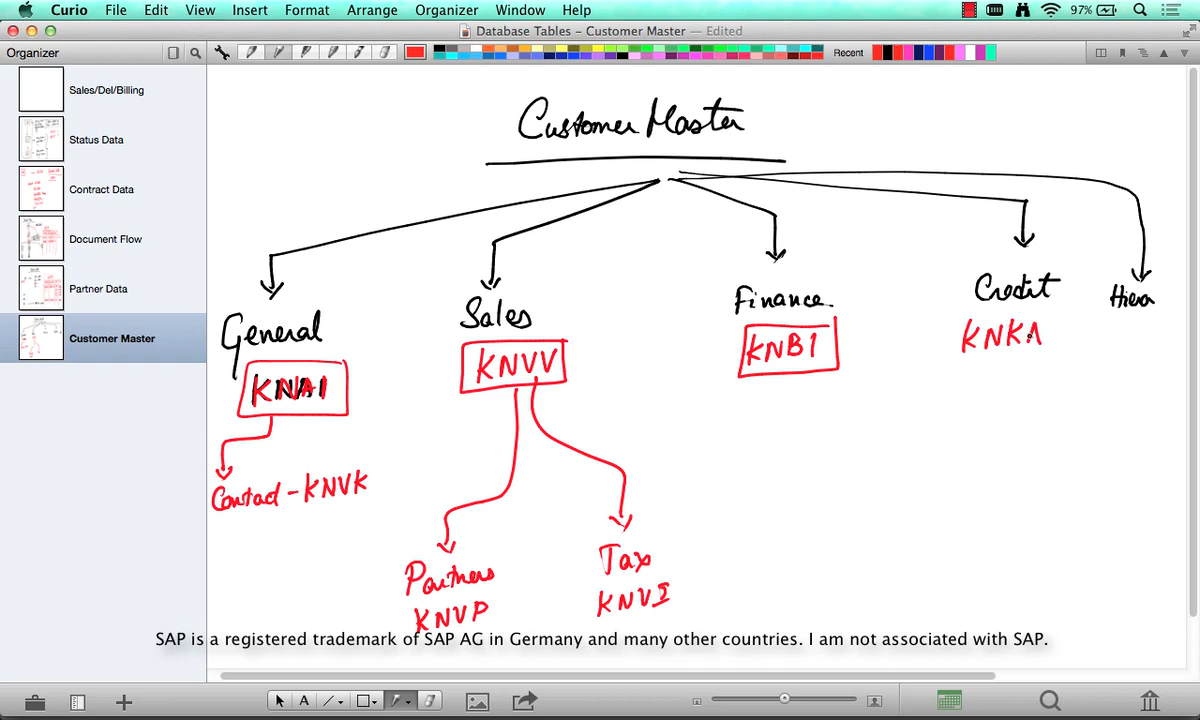 Curio File Edit View Insert Format Arrange Organizer Window Help 97%
Database Tables – Customer Master — Edited
Organizer
Recent
Sales/Del/Billing
Status Data
Contract Data
Document Flow
Partner Data
Customer Master
Customer Master
General
KNA1
Contact - KNVK
Sales
KNVV
Partners
KNVP
Tax
KNVI
Finance
KNB1
Credit
KNKA
Hiera
SAP is a registered trademark of SAP AG in Germany and many other countries. I am not associated with SAP.
A